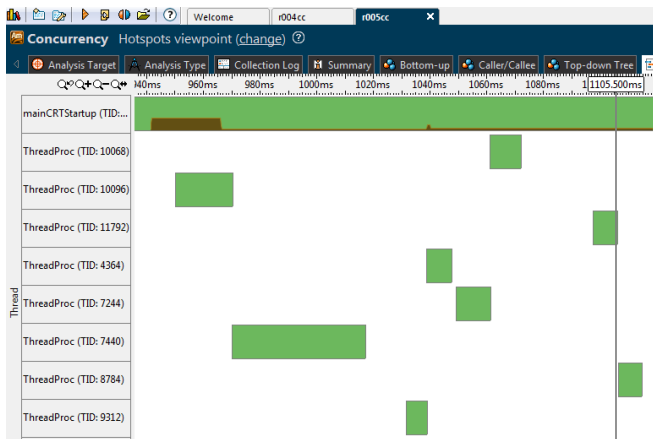 Welcome r004cc r005cc ×
Concurrency Hotspots viewpoint (change) ?
Analysis Target Analysis Type Collection Log Summary Bottom-up Caller/Callee Top-down Tree
940ms 960ms 980ms 1000ms 1020ms 1040ms 1060ms 1080ms 1 1105.500ms
mainCRTStartup (TID:...
ThreadProc (TID: 10068)
ThreadProc (TID: 10096)
ThreadProc (TID: 11792)
ThreadProc (TID: 4364)
Thread
ThreadProc (TID: 7244)
ThreadProc (TID: 7440)
ThreadProc (TID: 8784)
ThreadProc (TID: 9312)